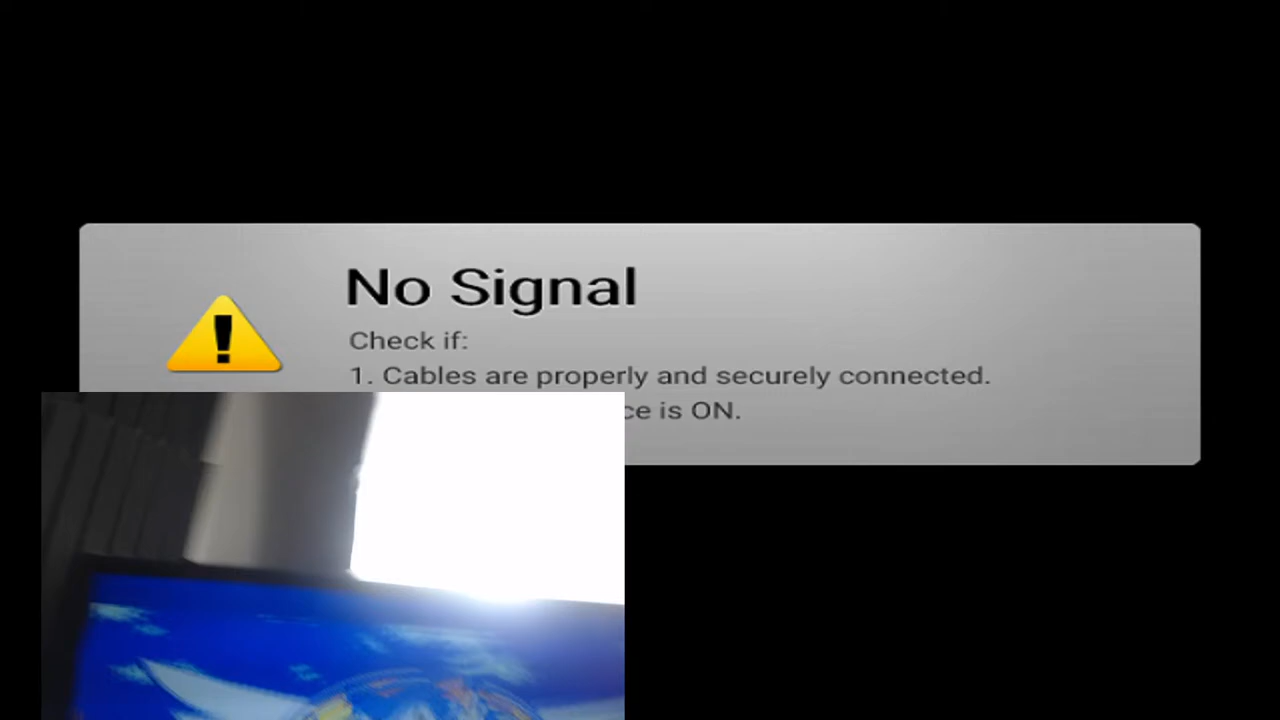 No Signal
Check if:
1. Cables are properly and securely connected.
ce is ON.